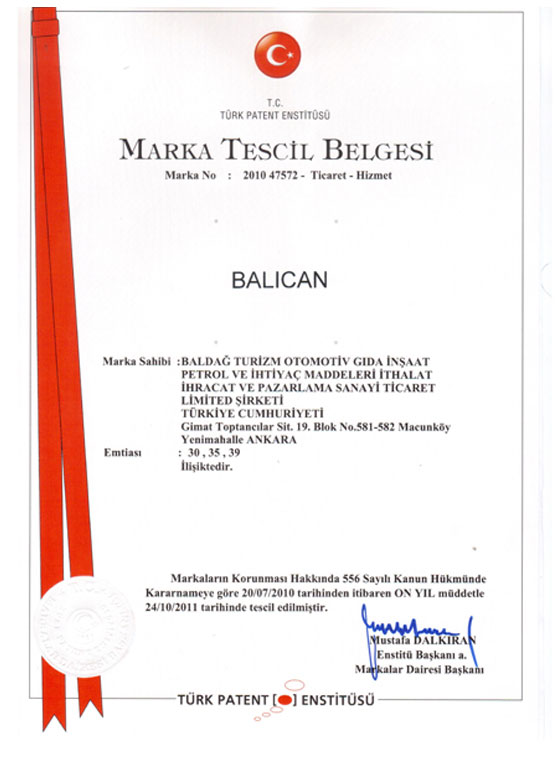 T.C.
TÜRK PATENT ENSTİTÜSÜ
MARKA TESCİL BELGESİ
Marka No : 2010 47572 - Ticaret - Hizmet
BALICAN
Marka Sahibi :BALDAĞ TURİZM OTOMOTİV GIDA İNŞAAT
PETROL VE İHTİYAÇ MADDELERİ İTHALAT
İHRACAT VE PAZARLAMA SANAYİ TİCARET
LİMİTED ŞİRKETİ
TÜRKİYE CUMHURİYETİ
Gimat Toptancılar Sit. 19. Blok No.581-582 Macunköy
Yenimahalle ANKARA
Emtiası : 30 , 35 , 39
İlişiktedir.
Markaların Korunması Hakkında 556 Sayılı Kanun Hükmünde
Kararnameye göre 20/07/2010 tarihinden itibaren ON YIL müddetle
24/10/2011 tarihinde tescil edilmiştir.
Mustafa DALKIRAN
Enstitü Başkanı a.
Markalar Dairesi Başkanı
TÜRK PATENT [ ] ENSTİTÜSÜ